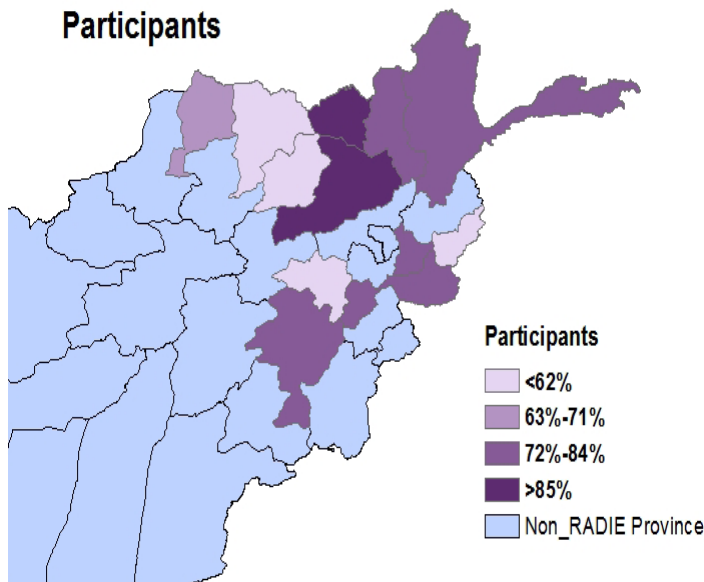 Participants
Participants
<62%
63%-71%
72%-84%
>85%
Non_RADIE Province